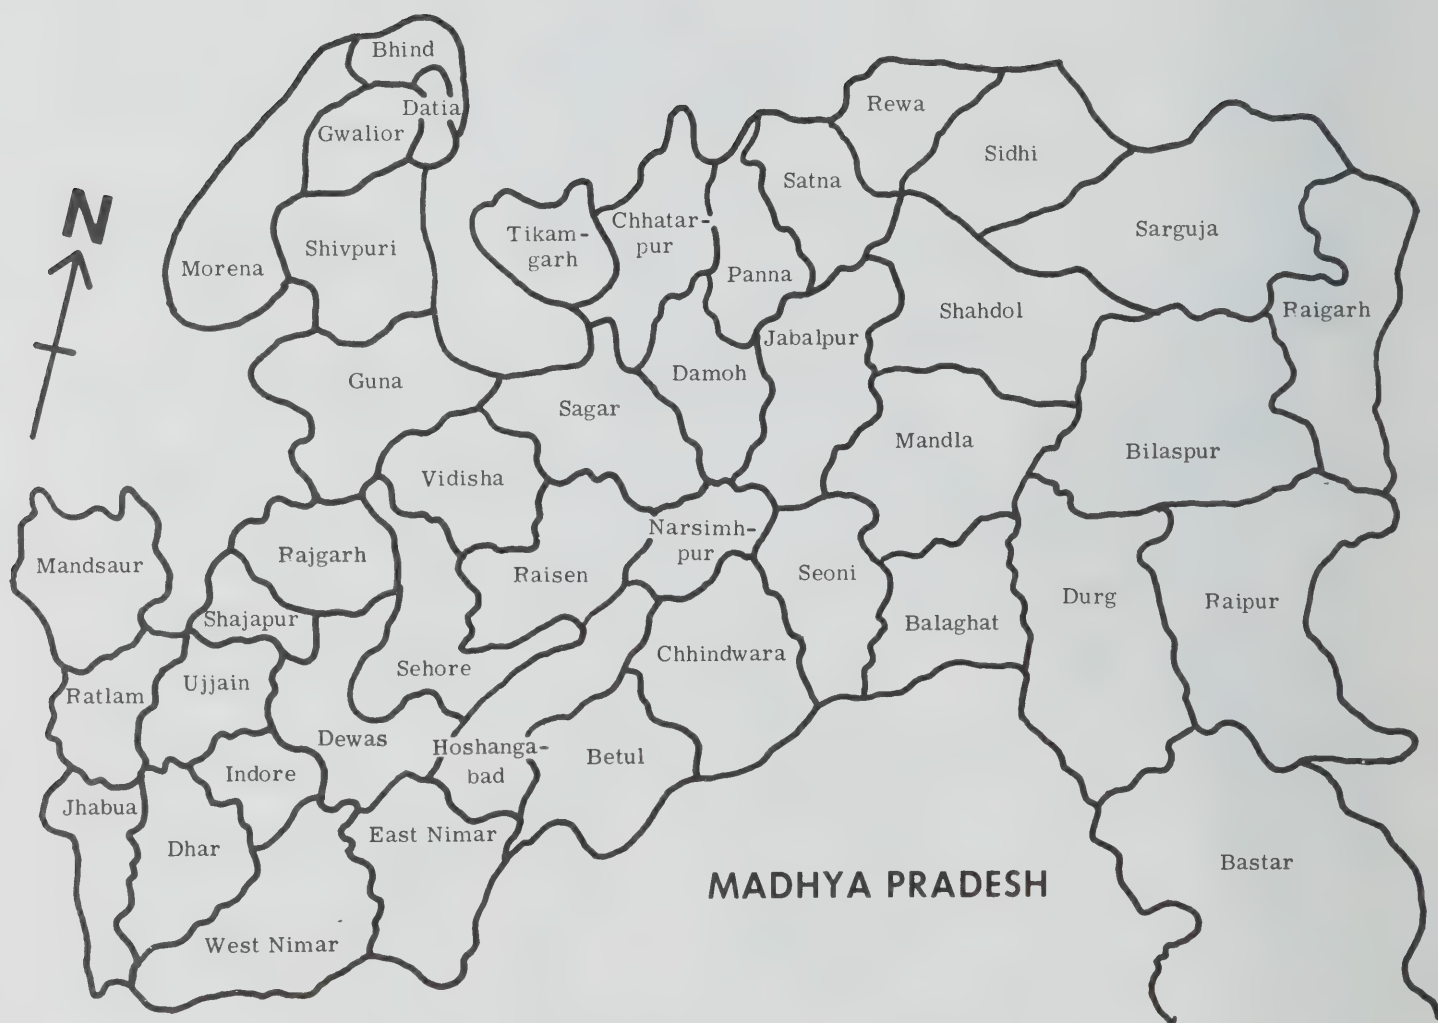 Bhind
Datia
Gwalior
Rewa
Sidhi
Satna
N
Morena
Shivpuri
Tikam-
garh
Chhatar-
pur
Panna
Sarguja
Raigarh
Shahdol
Jabalpur
Damoh
Guna
Sagar
Mandla
Bilaspur
Vidisha
Narsimh-
pur
Mandsaur
Rajgarh
Raisen
Seoni
Durg
Raipur
Shajapur
Balaghat
Chhindwara
Sehore
Ratlam
Ujjain
Dewas
Hoshanga-
bad
Betul
Indore
Jhabua
East Nimar
Dhar
MADHYA PRADESH
Bastar
West Nimar